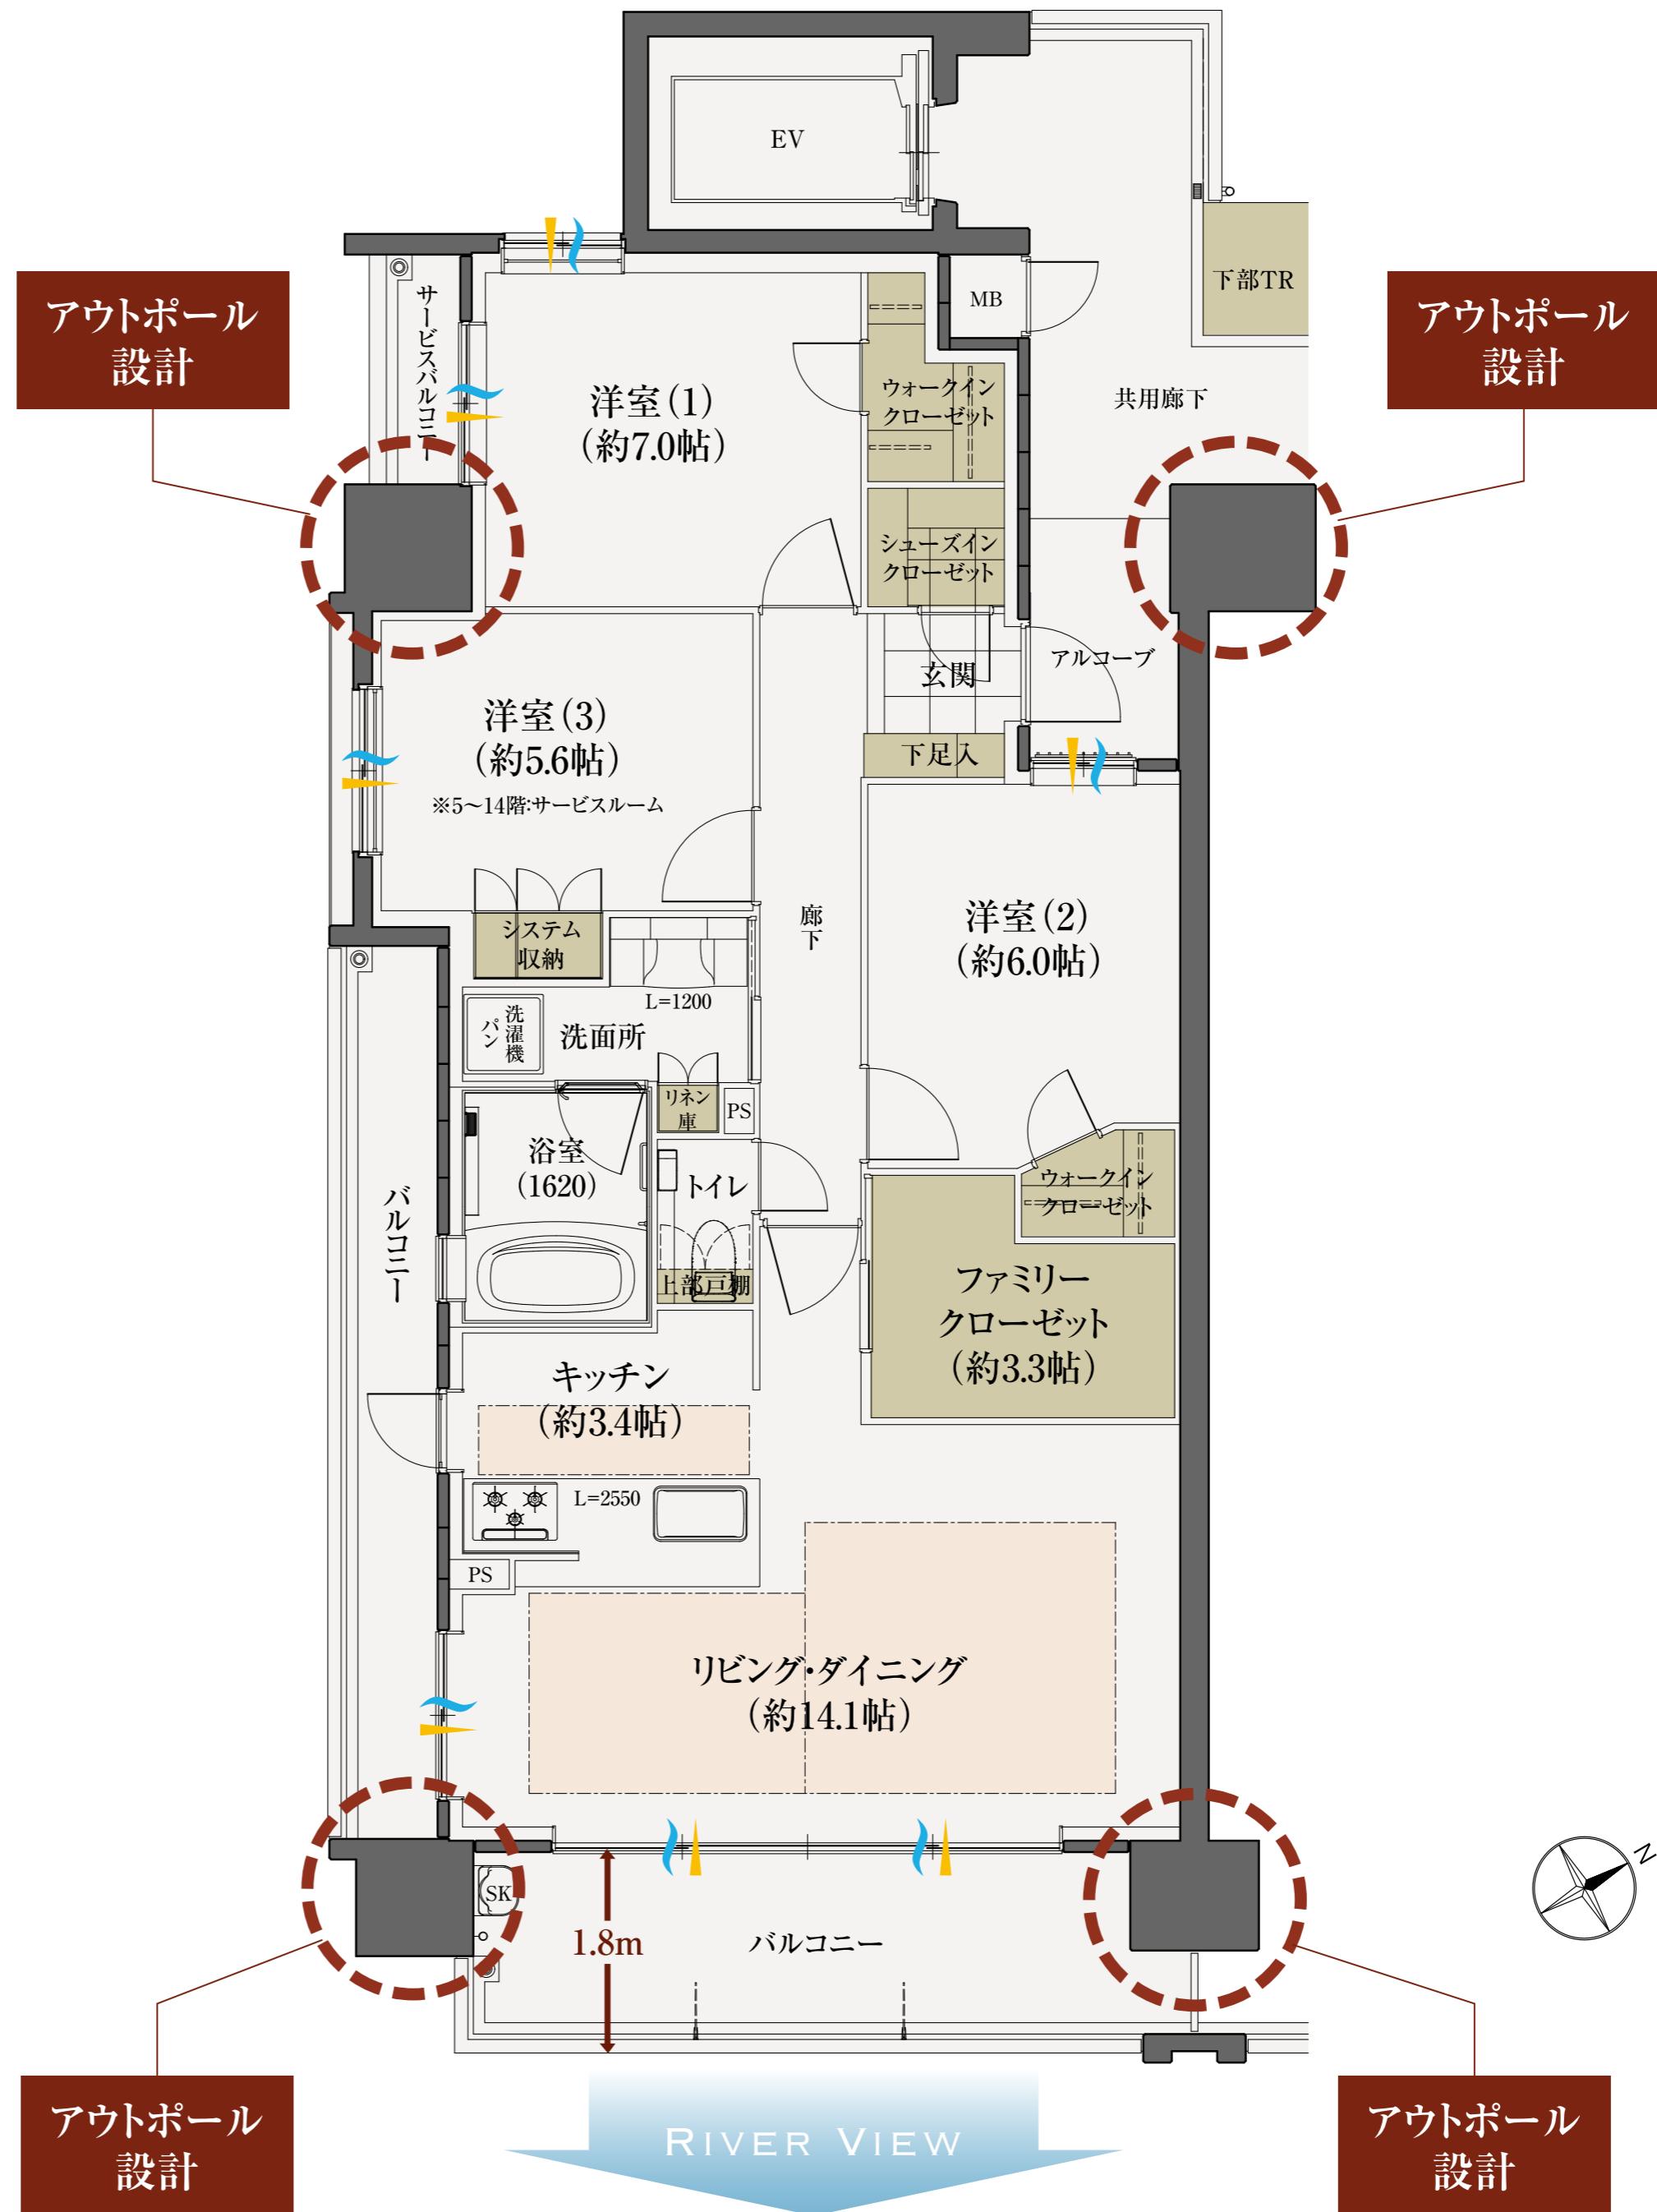 EV
下部TR
アウトポール
設計
アウトポール
設計
サービスバルコニー
MB
洋室(1)
(約7.0帖)
ウォークイン
クローゼット
共用廊下
シューズイン
クローゼット
玄関
アルコーブ
洋室(3)
(約5.6帖)
※5〜14階:サービスルーム
下足入
廊下
洋室(2)
(約6.0帖)
システム
収納
L=1200
洗濯機
パン
洗面所
リネン
庫
PS
浴室
(1620)
トイレ
ウォークイン
クローゼット
バルコニー
上部戸棚
ファミリー
クローゼット
(約3.3帖)
キッチン
(約3.4帖)
L=2550
PS
リビング・ダイニング
(約14.1帖)
N
SK
1.8m
バルコニー
アウトポール
設計
RIVER VIEW
アウトポール
設計